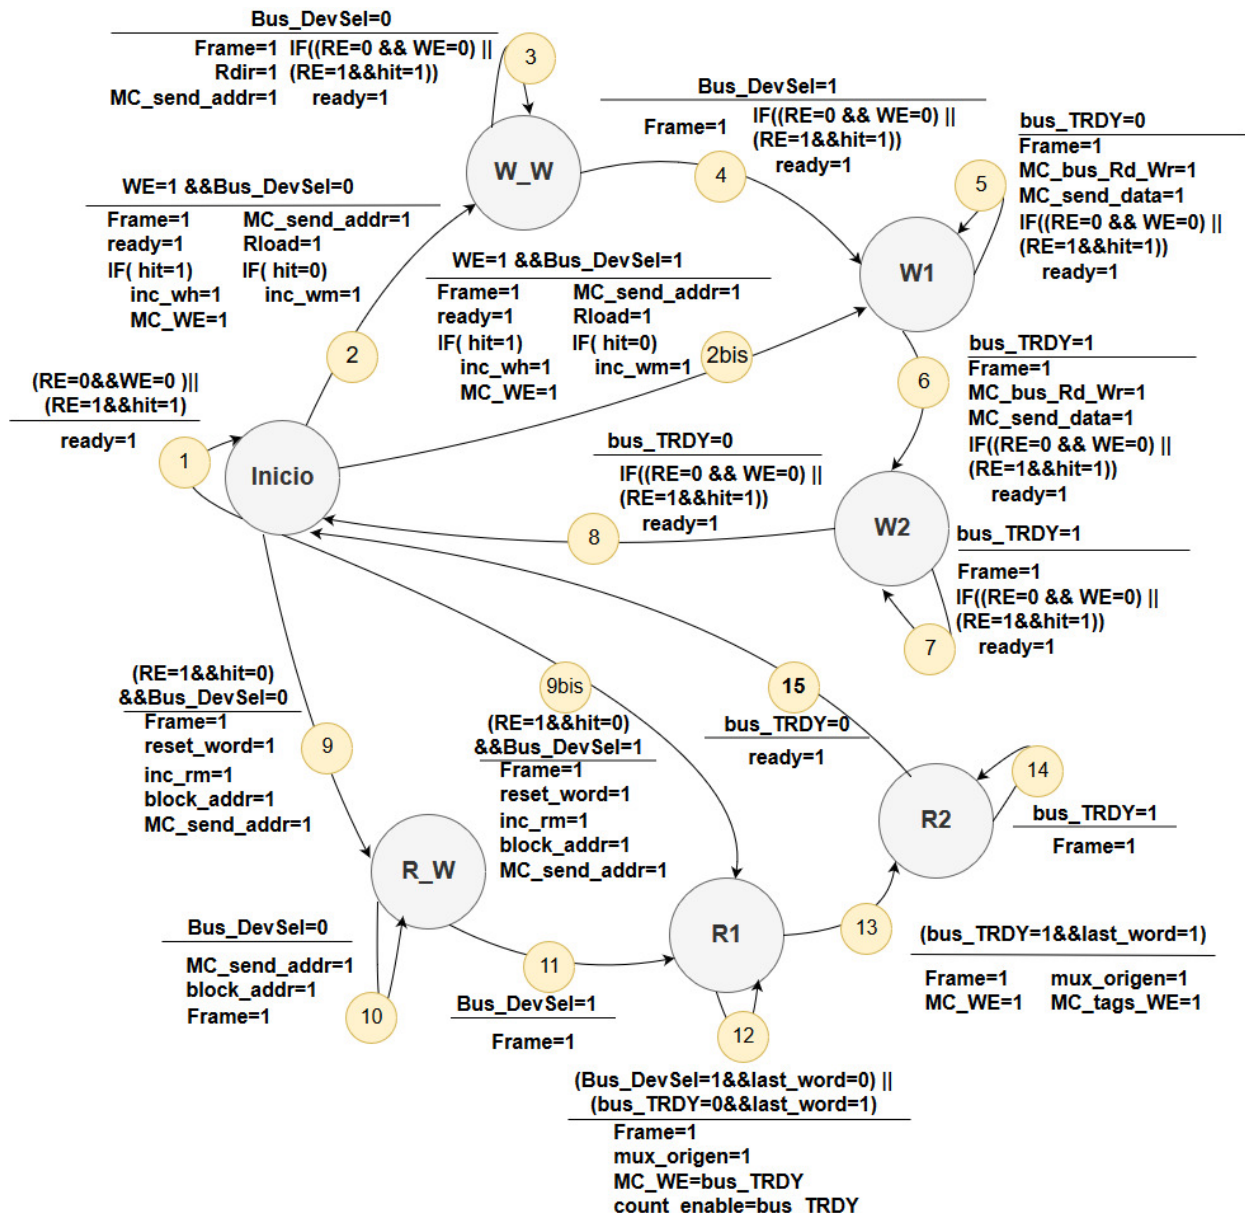 Bus_DevSel=0
Frame=1 IF((RE=0 && WE=0) ||
Rdir=1 (RE=1&&hit=1))
MC_send_addr=1 ready=1
3
W_W
Bus_DevSel=1
Frame=1 IF((RE=0 && WE=0) ||
(RE=1&&hit=1))
ready=1
4
bus_TRDY=0
Frame=1
MC_bus_Rd_Wr=1
MC_send_data=1
IF((RE=0 && WE=0) ||
(RE=1&&hit=1))
ready=1
5
W1
WE=1 &&Bus_DevSel=0
Frame=1 MC_send_addr=1
ready=1 Rload=1
IF( hit=1) IF( hit=0)
inc_wh=1 inc_wm=1
MC_WE=1
2
WE=1 &&Bus_DevSel=1
Frame=1 MC_send_addr=1
ready=1 Rload=1
IF( hit=1) IF( hit=0)
inc_wh=1 inc_wm=1
MC_WE=1
2bis
bus_TRDY=1
Frame=1
MC_bus_Rd_Wr=1
MC_send_data=1
IF((RE=0 && WE=0) ||
(RE=1&&hit=1))
ready=1
6
(RE=0&&WE=0 )||
(RE=1&&hit=1)
ready=1
1
Inicio
bus_TRDY=0
IF((RE=0 && WE=0) ||
(RE=1&&hit=1))
ready=1
8
W2
bus_TRDY=1
Frame=1
IF((RE=0 && WE=0) ||
(RE=1&&hit=1))
ready=1
7
(RE=1&&hit=0)
&&Bus_DevSel=0
Frame=1
reset_word=1
inc_rm=1
block_addr=1
MC_send_addr=1
9
9bis
(RE=1&&hit=0)
&&Bus_DevSel=1
Frame=1
reset_word=1
inc_rm=1
block_addr=1
MC_send_addr=1
15
bus_TRDY=0
ready=1
14
bus_TRDY=1
Frame=1
R2
R_W
Bus_DevSel=0
MC_send_addr=1
block_addr=1
Frame=1
10
11
Bus_DevSel=1
Frame=1
R1
13
(bus_TRDY=1&&last_word=1)
Frame=1 mux_origen=1
MC_WE=1 MC_tags_WE=1
12
(Bus_DevSel=1&&last_word=0) ||
(bus_TRDY=0&&last_word=1)
Frame=1
mux_origen=1
MC_WE=bus_TRDY
count_enable=bus_TRDY